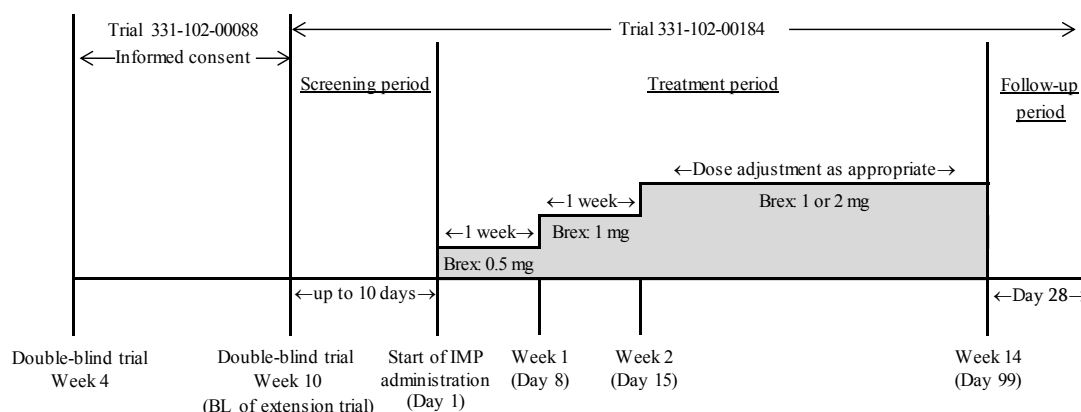 Trial 331-102-00088
Trial 331-102-00184
←Informed consent→
Screening period
Treatment period
Follow-up
period
←Dose adjustment as appropriate→
←1 week→
←1 week→
Brex: 0.5 mg
Brex: 1 mg
Brex: 1 or 2 mg
←up to 10 days→
←Day 28→
Double-blind trial
Week 4
Double-blind trial
Week 10
(BL of extension trial)
Start of IMP
administration
(Day 1)
Week 1
(Day 8)
Week 2
(Day 15)
Week 14
(Day 99)